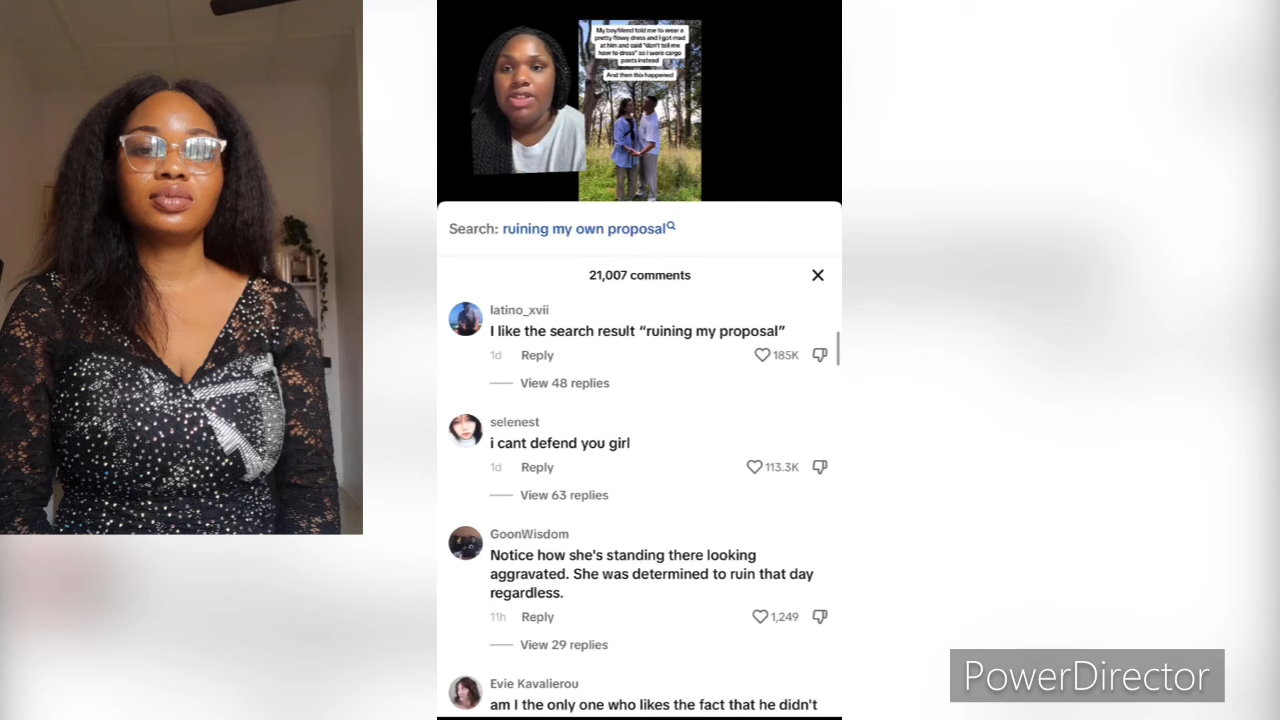 My boyfriend told me to wear a
pretty flowy dress and I got mad
at him and said "don't tell me
how to dress" so I wore cargo
pants instead
And then this happened
Search: ruining my own proposal
21,007 comments
latino_xvii
I like the search result “ruining my proposal”
1d Reply 185K
View 48 replies
selenest
i cant defend you girl
1d Reply 113.3K
View 63 replies
GoonWisdom
Notice how she's standing there looking
aggravated. She was determined to ruin that day
regardless.
11h Reply 1,249
View 29 replies
Evie Kavalierou
am I the only one who likes the fact that he didn't
PowerDirector